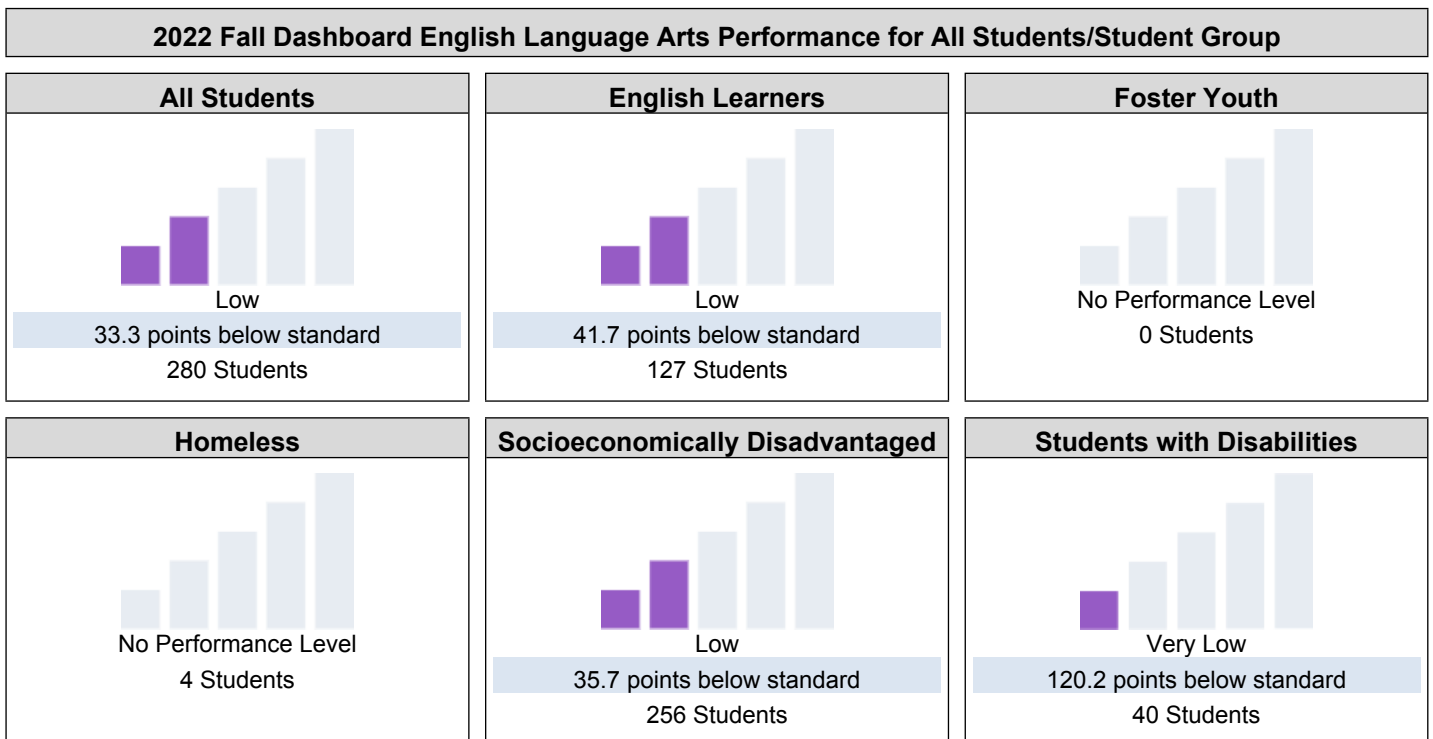 2022 Fall Dashboard English Language Arts Performance for All Students/Student Group
All Students
Low
33.3 points below standard
280 Students
English Learners
Low
41.7 points below standard
127 Students
Foster Youth
No Performance Level
0 Students
Homeless
No Performance Level
4 Students
Socioeconomically Disadvantaged
Low
35.7 points below standard
256 Students
Students with Disabilities
Very Low
120.2 points below standard
40 Students